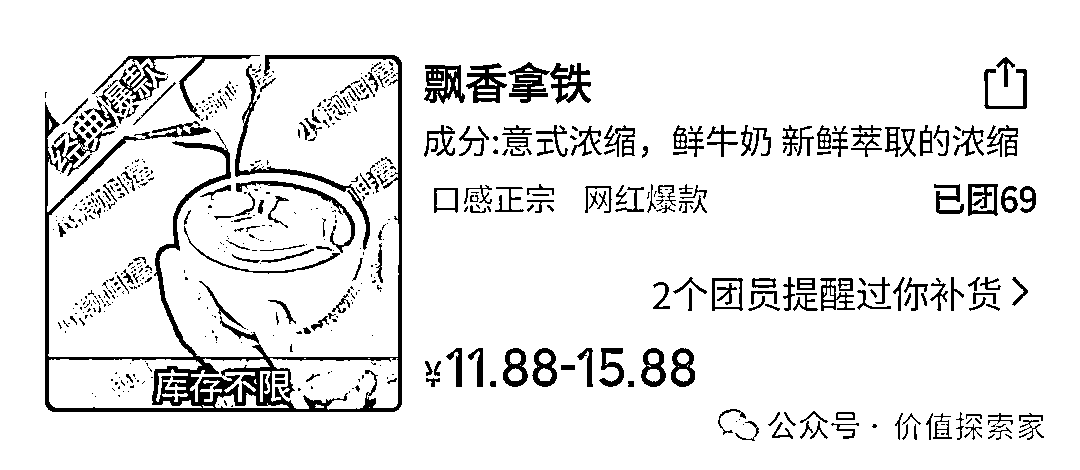 经典爆款
飘香拿铁
成分:意式浓缩，鲜牛奶 新鲜萃取的浓缩
口感正宗 网红爆款
已团69
2个团员提醒过你补货
¥11.88-15.88
库存不限
公众号 · 价值探索家